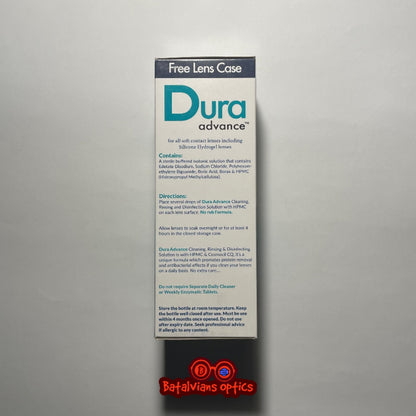 Free Lens Case
Dura
advance™
for all soft contact lenses including
Silicone Hydrogel lenses
Contains:
A sterile buffered isotonic solution that contains
Edetate Disodium, Sodium Chloride, Polyhexam-
ethylene Biguanide, Boric Acid, Borax & HPMC
(Hydroxypropyl Methylcellulose).
Directions:
Place several drops of Dura Advance Cleaning,
Rinsing and Disinfection Solution with HPMC
on each lens surface. No rub Formula.
Allow lenses to soak overnight or for at least 4
hours in the closed storage case.
Dura Advance Cleaning, Rinsing & Disinfecting
Solution is with HPMC & Cosmocil CQ. It's a
unique formula which promotes protein removal
and antibacterial effects if you clean your lenses
on a daily basis. No extra care...
Do not require Separate Daily Cleaner
or Weekly Enzymatic Tablets.
Store the bottle at room temperature. Keep
the bottle well closed after use. Must be use
within 4 months once opened. Do not use
after expiry date. Seek professional advice
if allergic to any content.
Batalvians optics